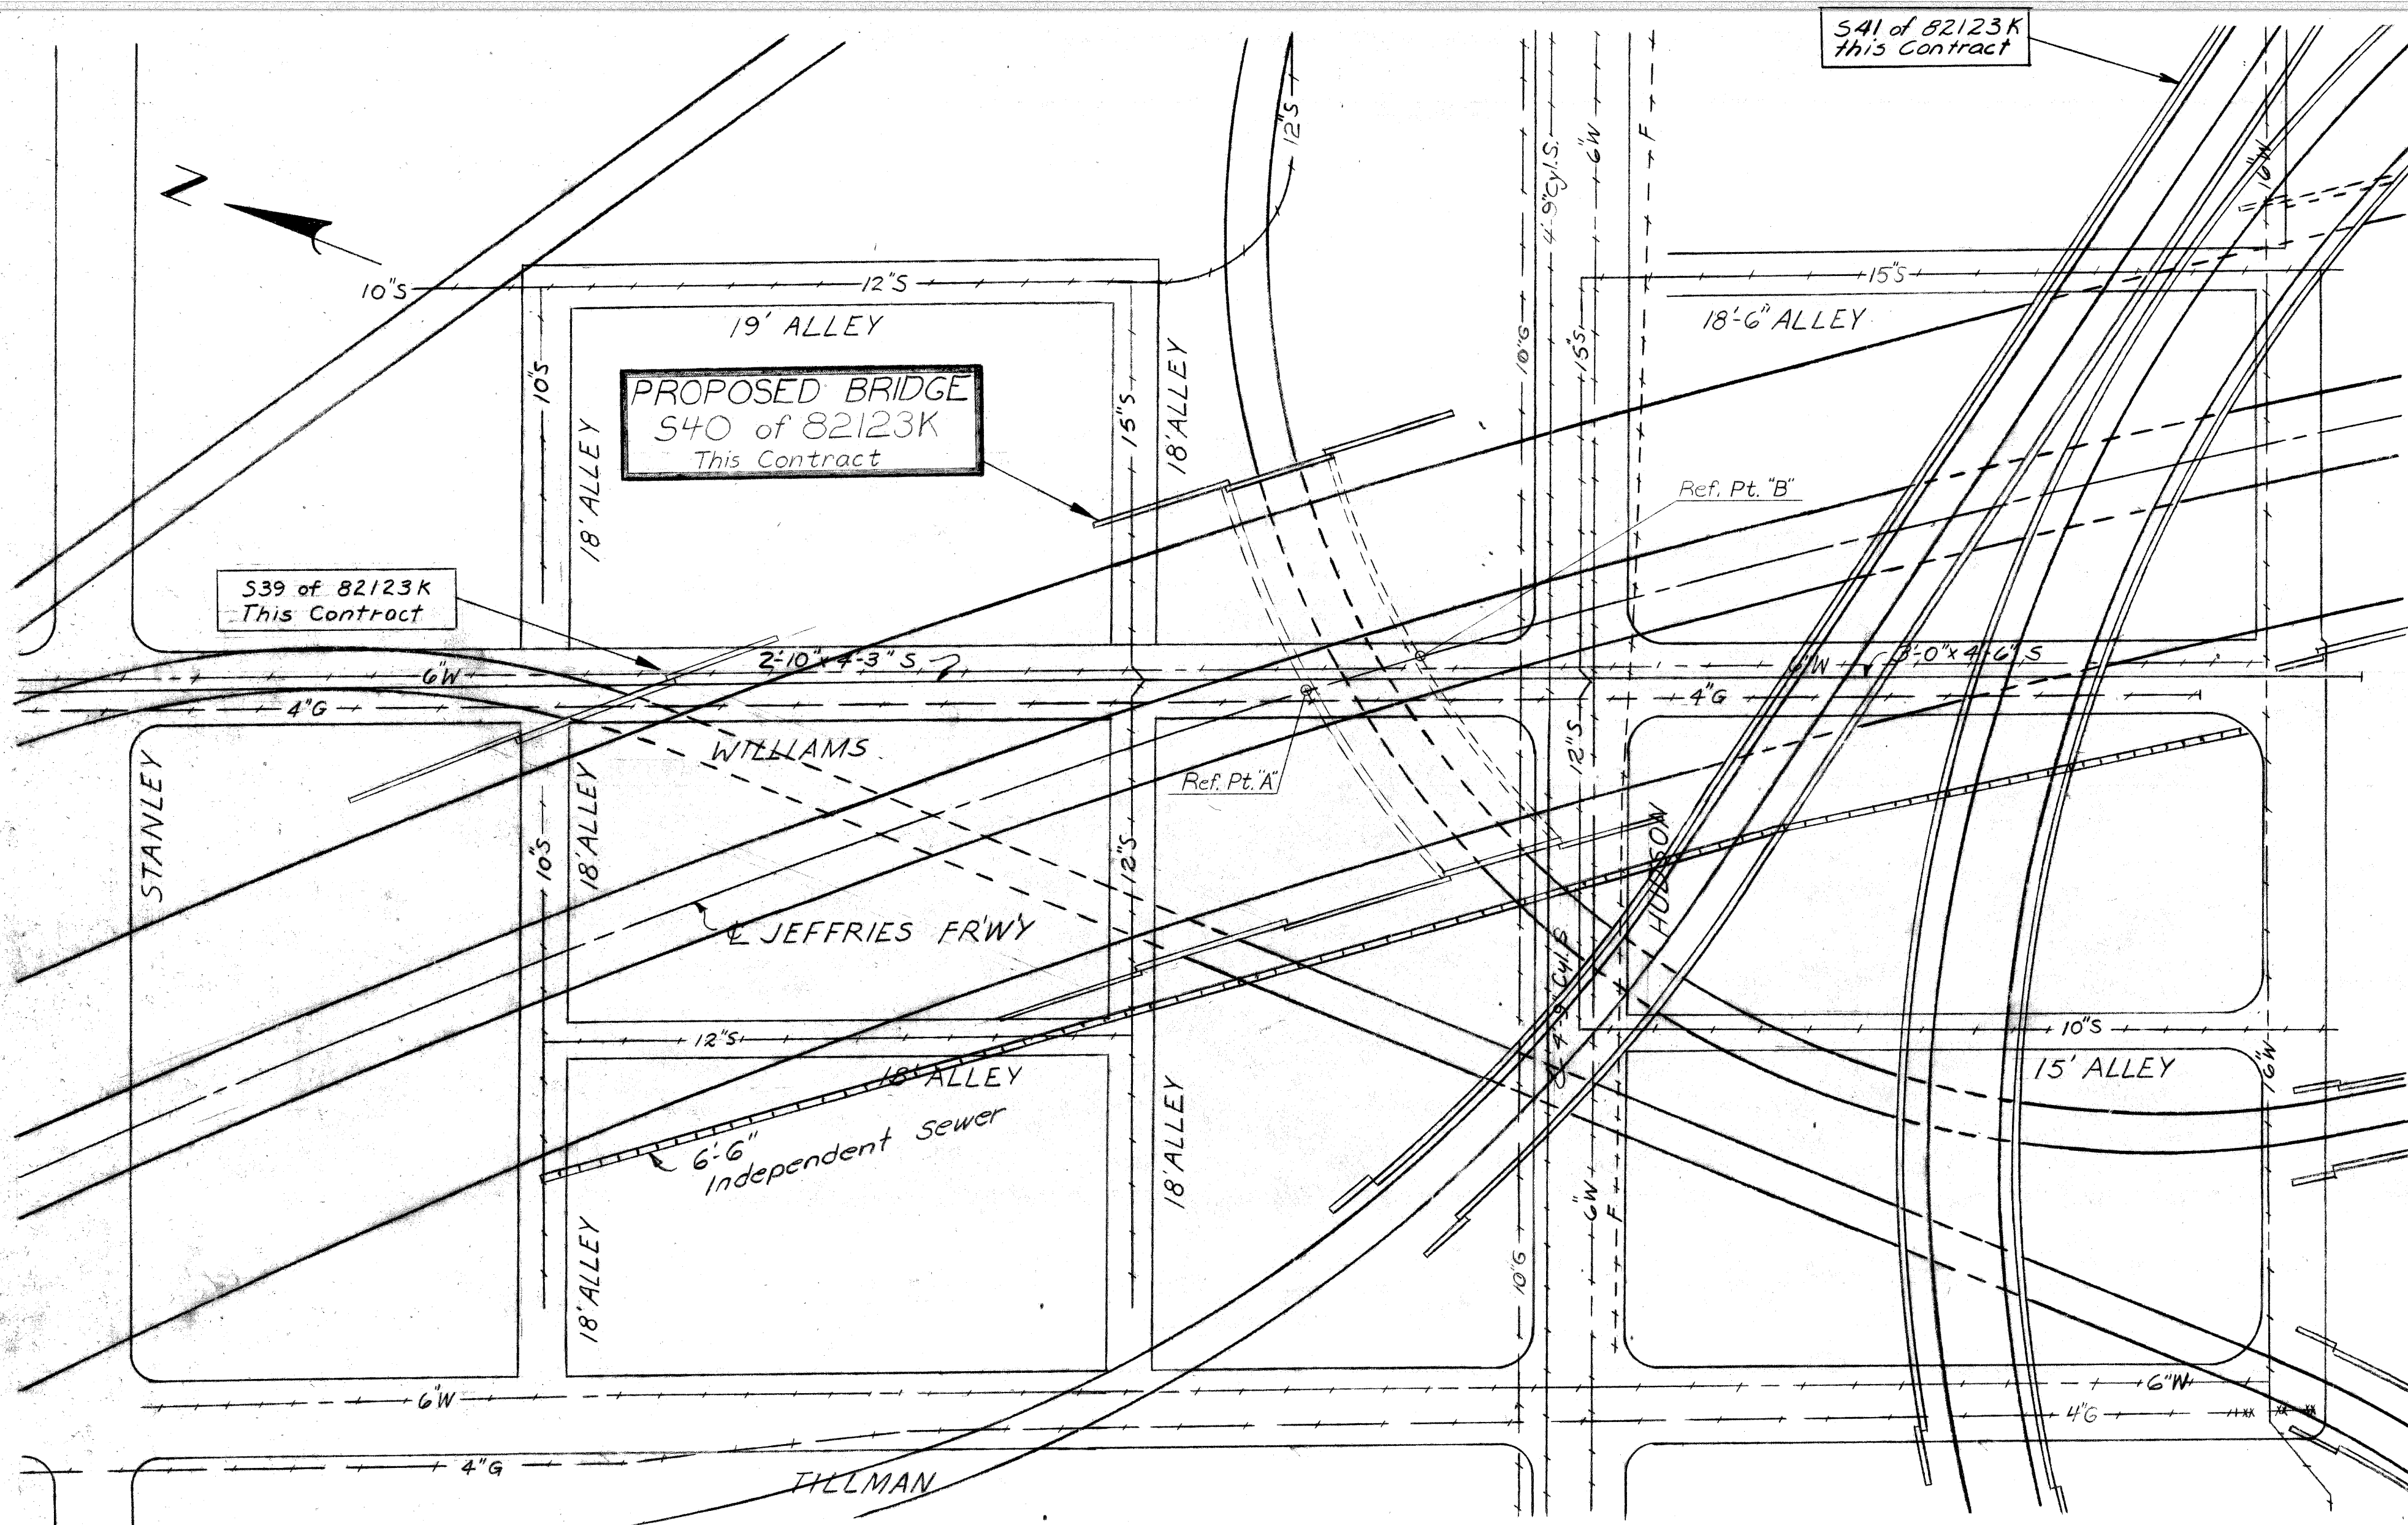 S41 of 82123K
this Contract
N
12"S
4'-9"Cyl.S.
6"W
F
16"W
10"S
12"S
15"S
19' ALLEY
18'-6" ALLEY
10"G
15"S
10"S
15"S
18' ALLEY
18' ALLEY
PROPOSED BRIDGE
S40 of 82123K
This Contract
Ref. Pt. "B"
S39 of 82123K
This Contract
2'-10" x 4'-3" S
6"W
6"W
3'-0" x 4'-6" S
4"G
4"G
WILLIAMS
12"S
Ref. Pt. "A"
STANLEY
10"S
18' ALLEY
12"S
HUDSON
℄ JEFFRIES FR'W'Y
4'-9" Cyl.S
12"S
10"S
18' ALLEY
15' ALLEY
16"W
6'-6"
Independent Sewer
18' ALLEY
6"W
F
10"G
18' ALLEY
6"W
6"W
4"G
4"G
TILLMAN